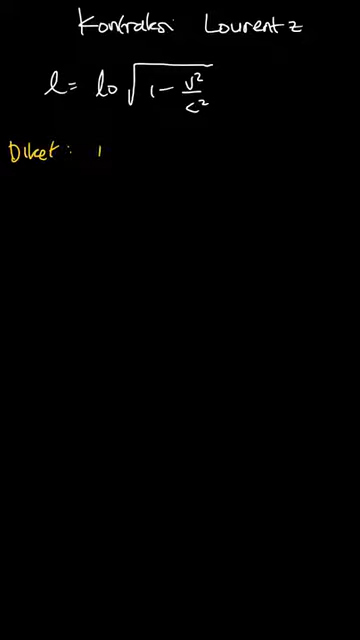 Kontraksi Lourentz
l = lo √(1 - v²/c²)
Diket : l